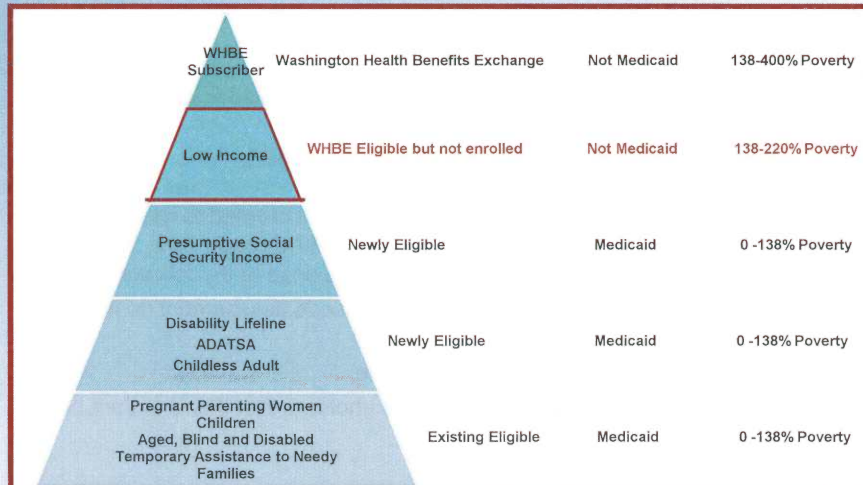 WHBE
Subscriber
Washington Health Benefits Exchange Not Medicaid 138-400% Poverty
Low Income
WHBE Eligible but not enrolled Not Medicaid 138-220% Poverty
Presumptive Social
Security Income
Newly Eligible Medicaid 0 -138% Poverty
Disability Lifeline
ADATSA
Childless Adult
Newly Eligible Medicaid 0 -138% Poverty
Pregnant Parenting Women
Children
Aged, Blind and Disabled
Temporary Assistance to Needy
Families
Existing Eligible Medicaid 0 -138% Poverty